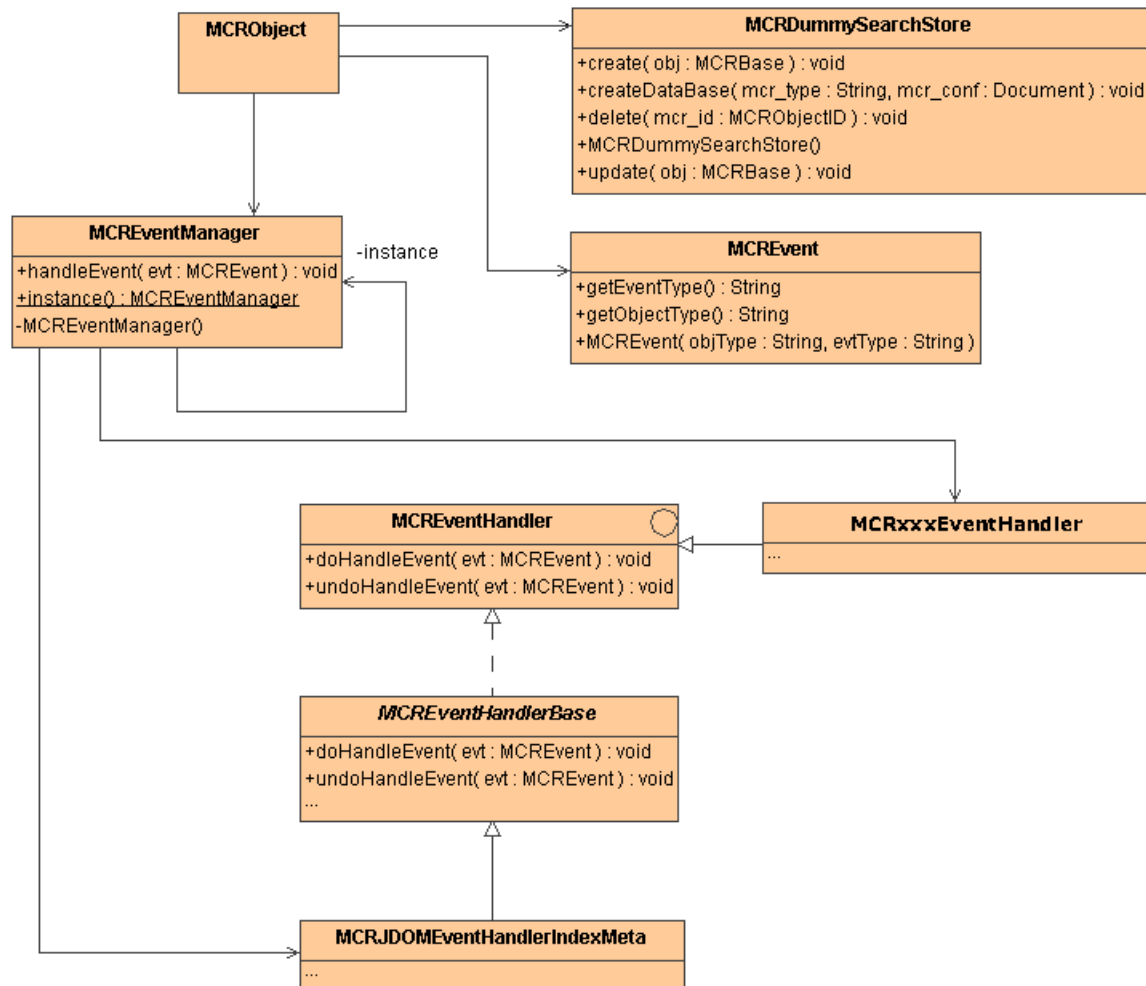 MCRObject
MCRDummySearchStore
+create( obj : MCRBase ) : void
+createDataBase( mcr_type : String, mcr_conf : Document ) : void
+delete( mcr_id : MCRObjectID ) : void
+MCRDummySearchStore()
+update( obj : MCRBase ) : void
MCREventManager
+handleEvent( evt : MCREvent ) : void
+instance() : MCREventManager
-MCREventManager()
-instance
MCREvent
+getEventType() : String
+getObjectType() : String
+MCREvent( objType : String, evtType : String )
MCREventHandler
+doHandleEvent( evt : MCREvent ) : void
+undoHandleEvent( evt : MCREvent ) : void
MCRxxxEventHandler
...
MCREventHandlerBase
+doHandleEvent( evt : MCREvent ) : void
+undoHandleEvent( evt : MCREvent ) : void
...
MCRJDOMEventHandlerIndexMeta
...